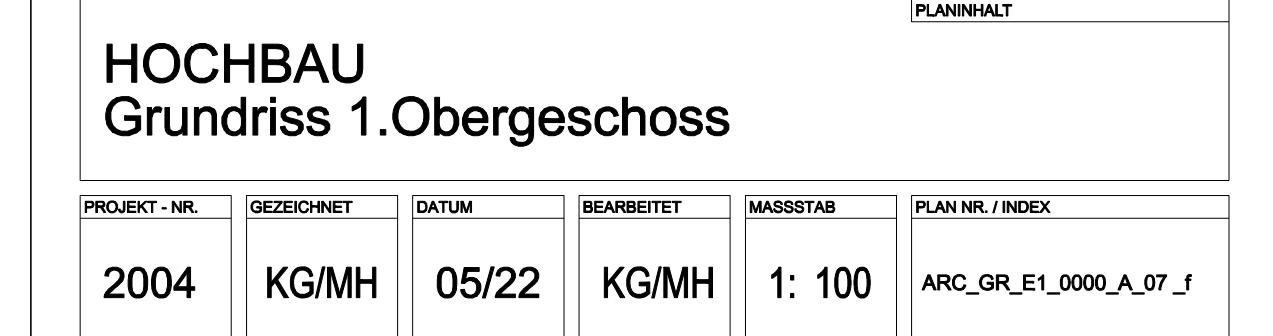 PLANINHALT
HOCHBAU
Grundriss 1.Obergeschoss
PROJEKT - NR. GEZEICHNET DATUM BEARBEITET MASSSTAB PLAN NR. / INDEX
2004 KG/MH 05/22 KG/MH 1: 100 ARC_GR_E1_0000_A_07 _f